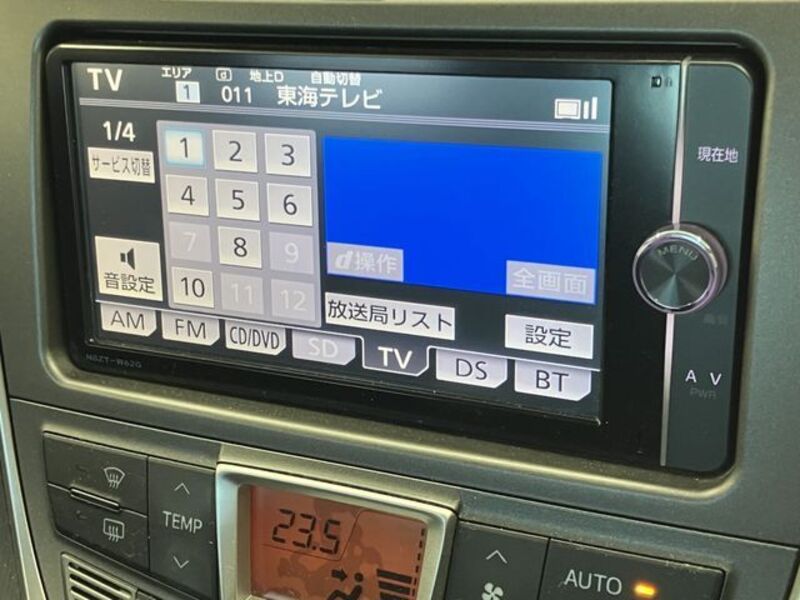 TV エリア 1 d 地上D 自動切替
011 東海テレビ
1/4
サービス切替
1 2 3
4 5 6
7 8 9
10 11 12
音設定
d操作
全画面
放送局リスト
設定
AM FM CD/DVD SD TV DS BT
NSZT-W62G
現在地
MENU
A V
PWR
TEMP
23.5
AUTO